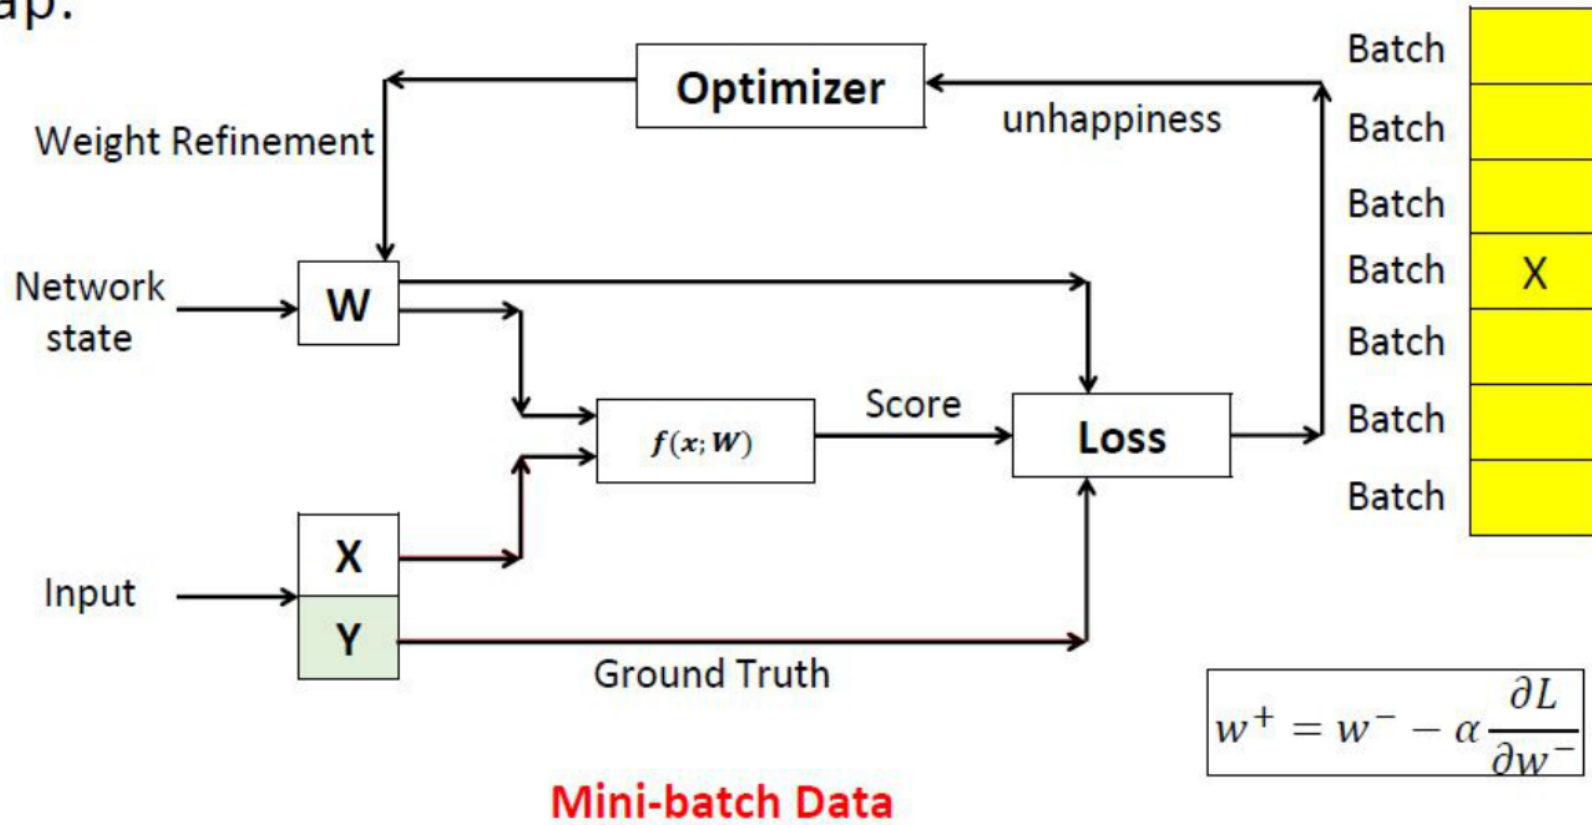 ap:
Optimizer
unhappiness
Weight Refinement
Network
state
W
Score
f(x; W)
Loss
Input
X
Y
Ground Truth
Batch
Batch
Batch
Batch X
Batch
Batch
Batch
w⁺ = w⁻ − α ∂L/∂w⁻
Mini-batch Data